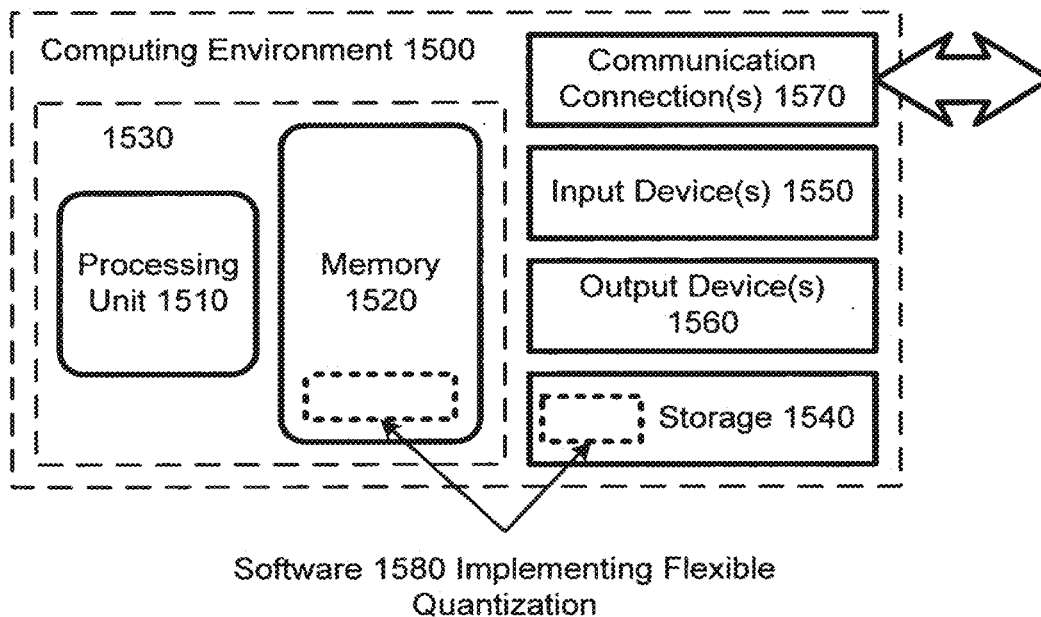 Computing Environment 1500
1530
Processing
Unit 1510
Memory
1520
Communication
Connection(s) 1570
Input Device(s) 1550
Output Device(s)
1560
Storage 1540
Software 1580 Implementing Flexible
Quantization